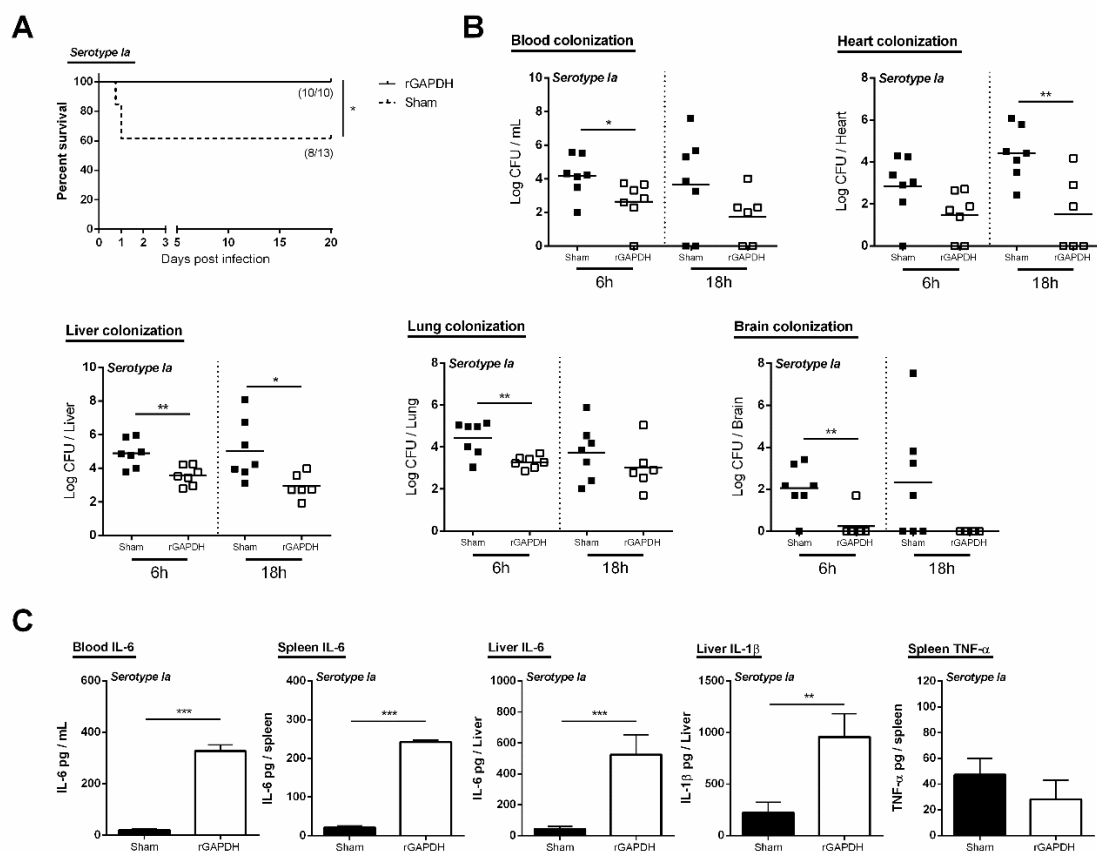 A
Serotype Ia
Percent survival
100
80
60
40
20
0
(10/10)
(8/13)
*
0 1 2 3 5 10 15 20
Days post infection
rGAPDH
Sham
B
Blood colonization
Serotype Ia
Log CFU / mL
10
8
6
4
2
0
*
Sham rGAPDH Sham rGAPDH
6h 18h
Heart colonization
Serotype Ia
Log CFU / Heart
8
6
4
2
0
**
Sham rGAPDH Sham rGAPDH
6h 18h
Liver colonization
Serotype Ia
Log CFU / Liver
10
8
6
4
2
0
** *
Sham rGAPDH Sham rGAPDH
6h 18h
Lung colonization
Serotype Ia
Log CFU / Lung
8
6
4
2
0
**
Sham rGAPDH Sham rGAPDH
6h 18h
Brain colonization
Serotype Ia
Log CFU / Brain
8
6
4
2
0
**
Sham rGAPDH Sham rGAPDH
6h 18h
C
Blood IL-6
Serotype Ia
IL-6 pg / mL
600
400
200
0
***
Sham rGAPDH
Spleen IL-6
Serotype Ia
IL-6 pg / spleen
400
300
200
100
0
***
Sham rGAPDH
Liver IL-6
Serotype Ia
IL-6 pg / Liver
1000
800
600
400
200
0
***
Sham rGAPDH
Liver IL-1β
Serotype Ia
IL-1β pg / Liver
1500
1000
500
0
**
Sham rGAPDH
Spleen TNF-α
Serotype Ia
TNF-α pg / spleen
120
100
80
60
40
20
0
Sham rGAPDH